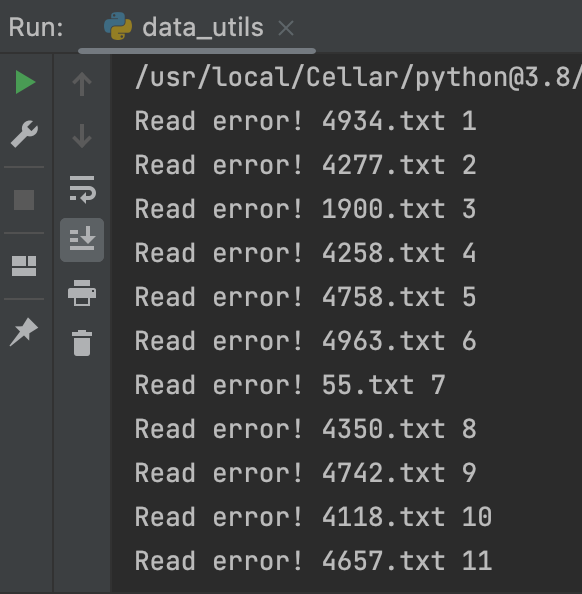 Run: data_utils
/usr/local/Cellar/python@3.8/
Read error! 4934.txt 1
Read error! 4277.txt 2
Read error! 1900.txt 3
Read error! 4258.txt 4
Read error! 4758.txt 5
Read error! 4963.txt 6
Read error! 55.txt 7
Read error! 4350.txt 8
Read error! 4742.txt 9
Read error! 4118.txt 10
Read error! 4657.txt 11